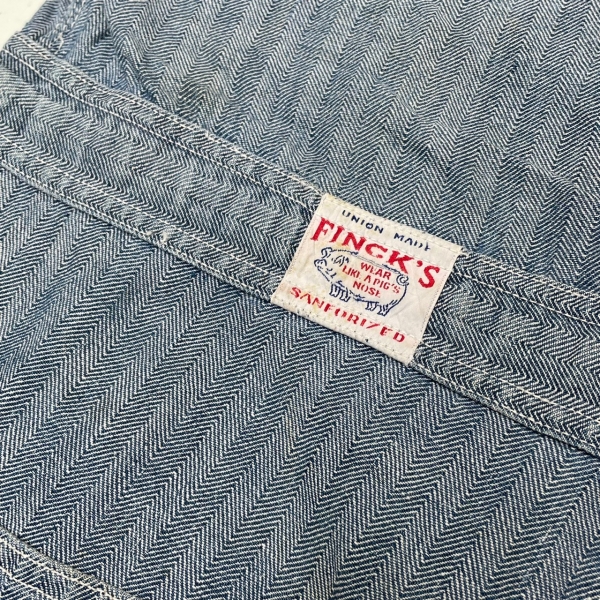 UNION MADE
FINCK'S
WEAR
LIKE A PIG'S
NOSE
SANFORIZED